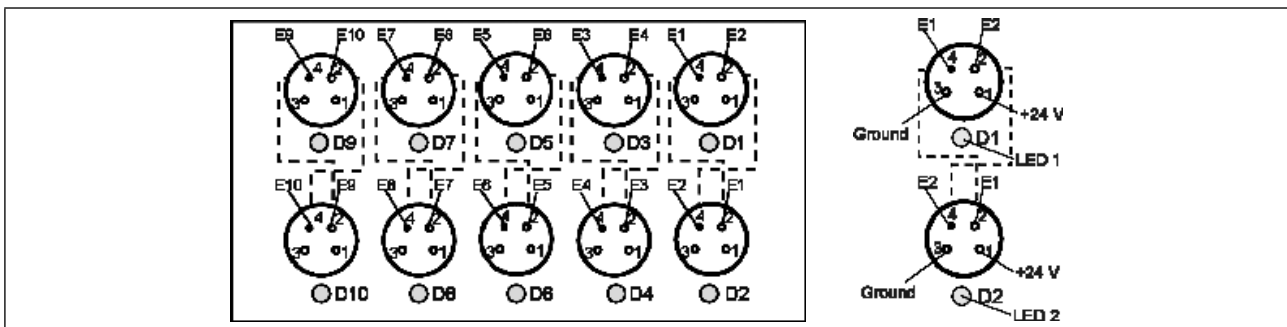 E9 E10 E7 E8 E5 E6 E3 E4 E1 E2
4 2 4 2 4 2 4 2 4 2
3 1 3 1 3 1 3 1 3 1
D9 D7 D5 D3 D1
E10 E9 E8 E7 E6 E5 E4 E3 E2 E1
4 2 4 2 4 2 4 2 4 2
3 1 3 1 3 1 3 1 3 1
D10 D8 D6 D4 D2
E1 E2
4 2
3 1
+24 V
Ground
D1
LED 1
E2 E1
4 2
3 1
+24 V
Ground
D2
LED 2